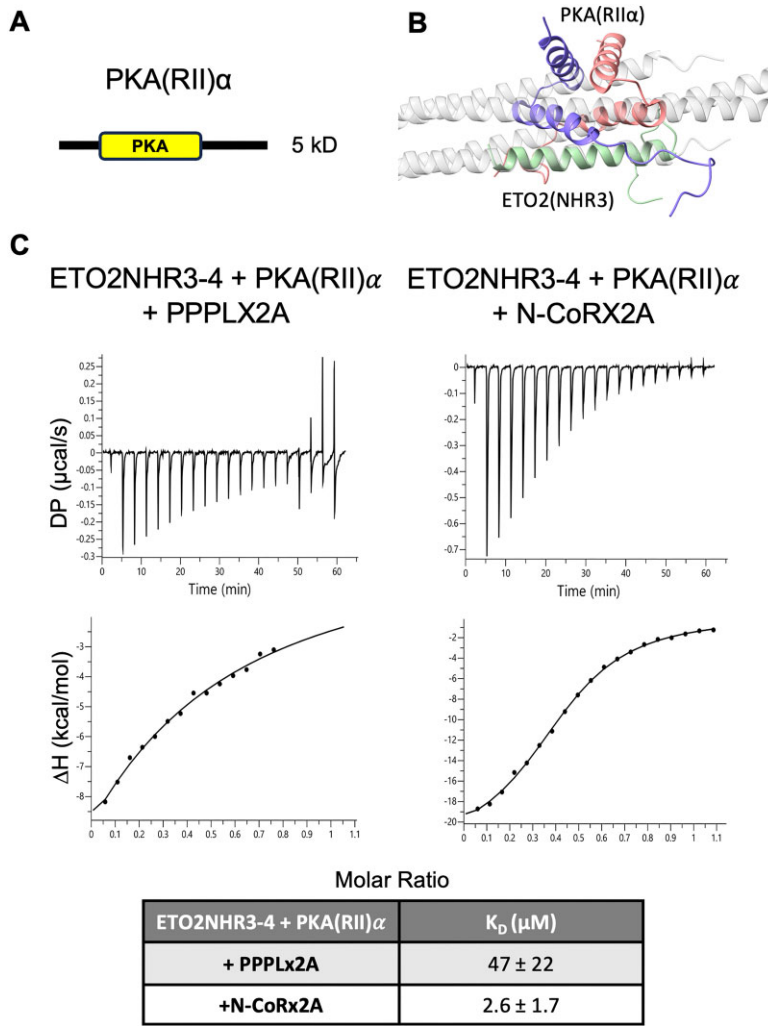 A
PKA(RII)α
PKA
5 kD
B
PKA(RIIα)
ETO2(NHR3)
C
ETO2NHR3-4 + PKA(RII)α
+ PPPLX2A
DP (µcal/s)
0.25
0.2
0.15
0.1
0.05
0
-0.05
-0.1
-0.15
-0.2
-0.25
-0.3
0 10 20 30 40 50 60
Time (min)
ETO2NHR3-4 + PKA(RII)α
+ N-CoRX2A
0
-0.1
-0.2
-0.3
-0.4
-0.5
-0.6
-0.7
0 10 20 30 40 50 60
Time (min)
ΔH (kcal/mol)
-3
-4
-5
-6
-7
-8
0 0.1 0.2 0.3 0.4 0.5 0.6 0.7 0.8 0.9 1 1.1
-2
-4
-6
-8
-10
-12
-14
-16
-18
-20
0 0.1 0.2 0.3 0.4 0.5 0.6 0.7 0.8 0.9 1 1.1
Molar Ratio
ETO2NHR3-4 + PKA(RII)α K_D (µM)
+ PPPLx2A 47 ± 22
+N-CoRx2A 2.6 ± 1.7